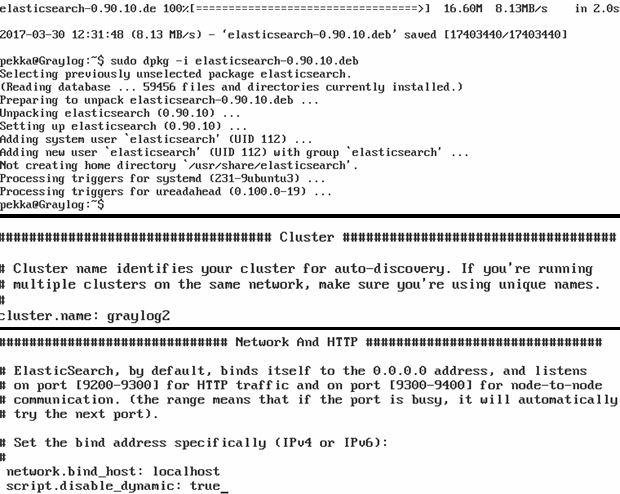 elasticsearch-0.90.10.de 100%[=================================>]  16.60M  8.13MB/s    in 2.0s
2017-03-30 12:31:48 (8.13 MB/s) - ‘elasticsearch-0.90.10.deb’ saved [17403440/17403440]
pekka@Graylog:~$ sudo dpkg -i elasticsearch-0.90.10.deb
Selecting previously unselected package elasticsearch.
(Reading database ... 59456 files and directories currently installed.)
Preparing to unpack elasticsearch-0.90.10.deb ...
Unpacking elasticsearch (0.90.10) ...
Setting up elasticsearch (0.90.10) ...
Adding system user `elasticsearch' (UID 112) ...
Adding new user `elasticsearch' (UID 112) with group `elasticsearch' ...
Not creating home directory `/usr/share/elasticsearch'.
Processing triggers for systemd (231-9ubuntu3) ...
Processing triggers for ureadahead (0.100.0-19) ...
pekka@Graylog:~$
################################### Cluster ###################################
# Cluster name identifies your cluster for auto-discovery. If you're running
# multiple clusters on the same network, make sure you're using unique names.
#
cluster.name: graylog2
############################# Network And HTTP ##############################
# ElasticSearch, by default, binds itself to the 0.0.0.0 address, and listens
# on port [9200-9300] for HTTP traffic and on port [9300-9400] for node-to-node
# communication. (the range means that if the port is busy, it will automatically
# try the next port).
# Set the bind address specifically (IPv4 or IPv6):
#
network.bind_host: localhost
script.disable_dynamic: true_